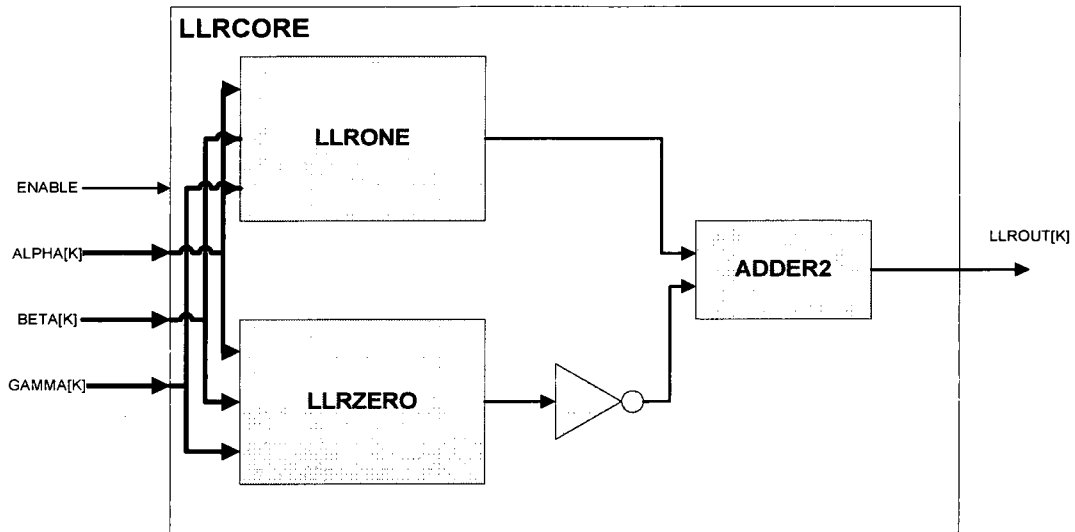 LLRCORE
LLRONE
ENABLE
ALPHA[K]
LLROUT[K]
ADDER2
BETA[K]
GAMMA[K]
LLRZERO